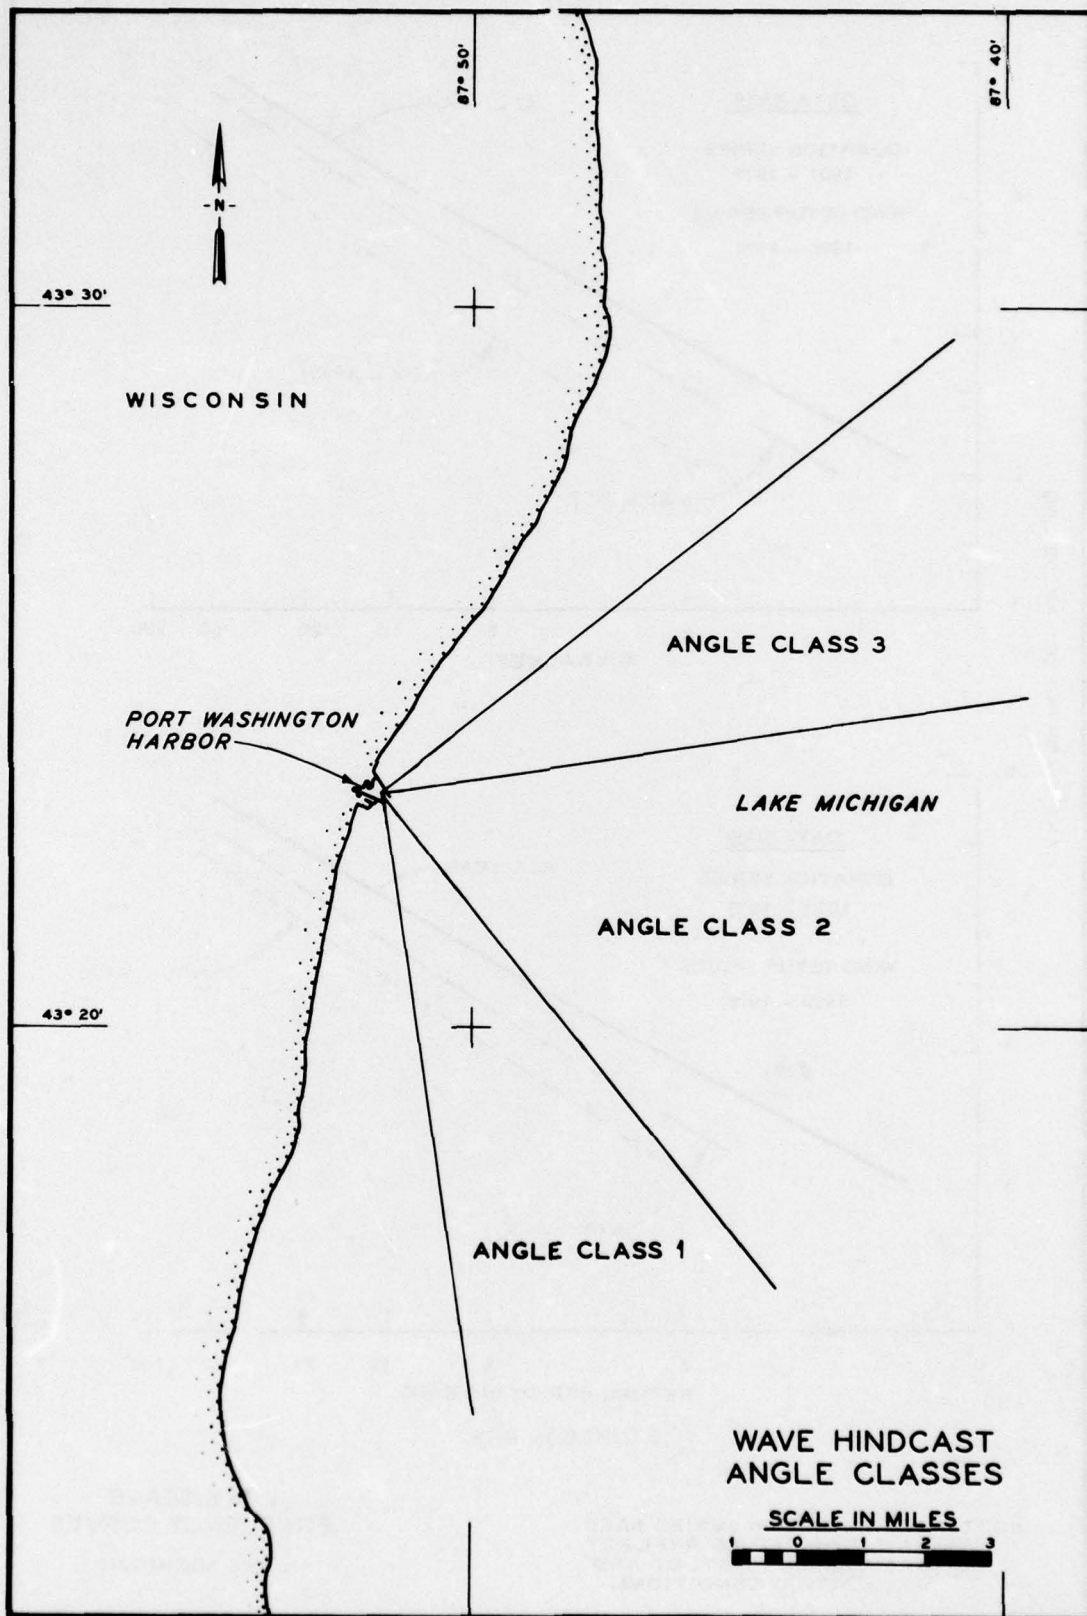 87° 50'
87° 40'
-N-
43° 30'
WISCONSIN
ANGLE CLASS 3
PORT WASHINGTON
HARBOR
LAKE MICHIGAN
ANGLE CLASS 2
43° 20'
ANGLE CLASS 1
WAVE HINDCAST
ANGLE CLASSES
SCALE IN MILES
1 0 1 2 3